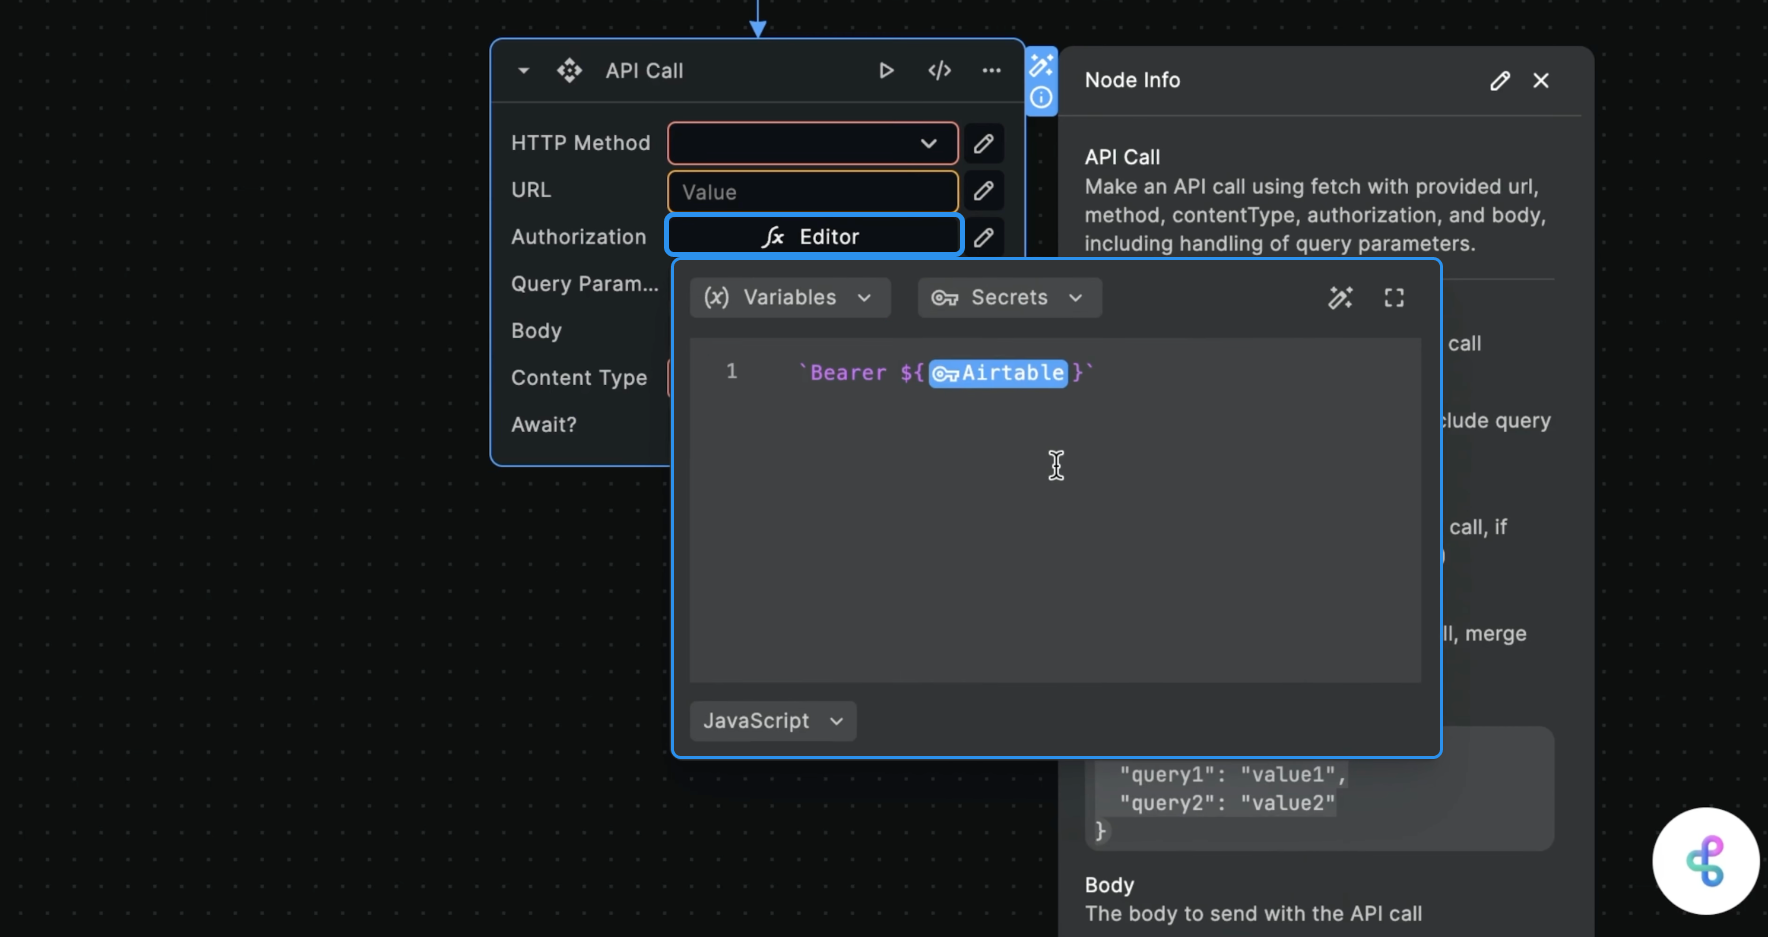 API Call
HTTP Method
URL
Value
Authorization
fx Editor
Query Param...
Body
Content Type
Await?
(x) Variables
Secrets
1
`Bearer ${Airtable}`
JavaScript
Node Info
API Call
Make an API call using fetch with provided url,
method, contentType, authorization, and body,
including handling of query parameters.
call
clude query
call, if
)
ll, merge
"query1": "value1",
"query2": "value2"
}
Body
The body to send with the API call